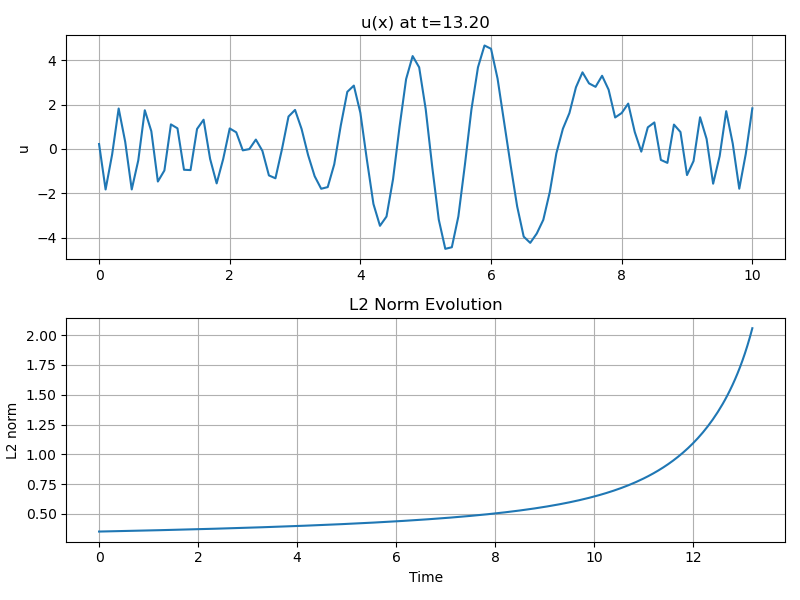 u(x) at t=13.20
u
4
2
0
−2
−4
0 2 4 6 8 10
L2 Norm Evolution
L2 norm
2.00
1.75
1.50
1.25
1.00
0.75
0.50
0 2 4 6 8 10 12
Time